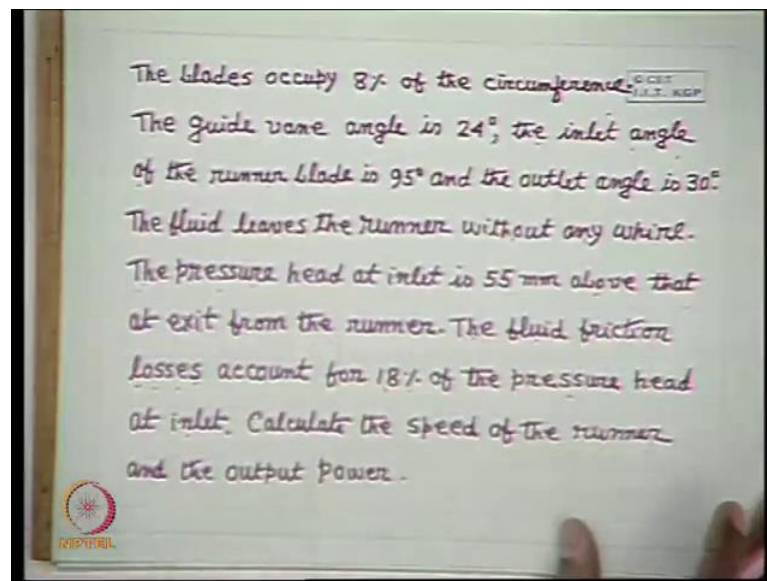 The blades occupy 8% of the circumference.
© CET
I.I.T. KGP
The guide vane angle is 24°, the inlet angle
of the runner blade is 95° and the outlet angle is 30°.
The fluid leaves the runner without any whirl.
The pressure head at inlet is 55 mm above that
at exit from the runner. The fluid friction
losses account for 18% of the pressure head
at inlet. Calculate the speed of the runner
and the output power.
NPTEL